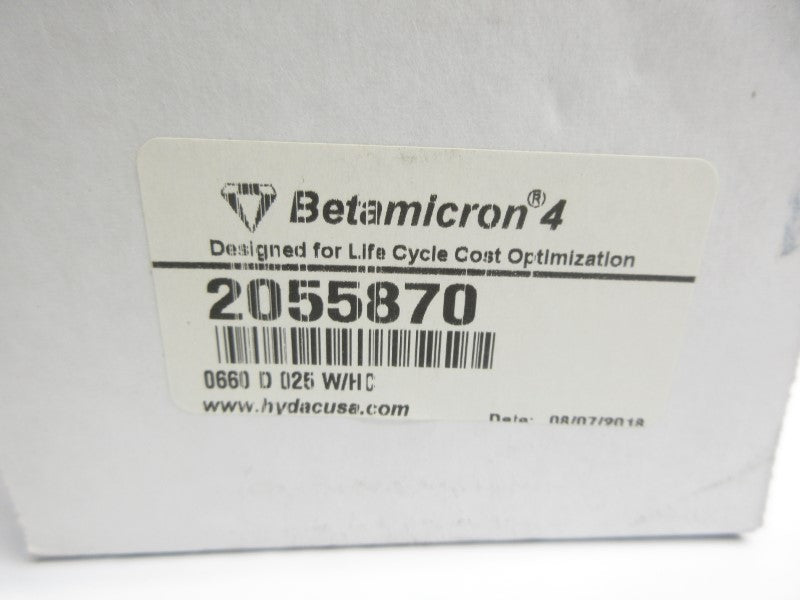 Betamicron®4
Designed for Life Cycle Cost Optimization
2055870
0660 D 025 W/HC
www.hydacusa.com
Date: 08/07/2018